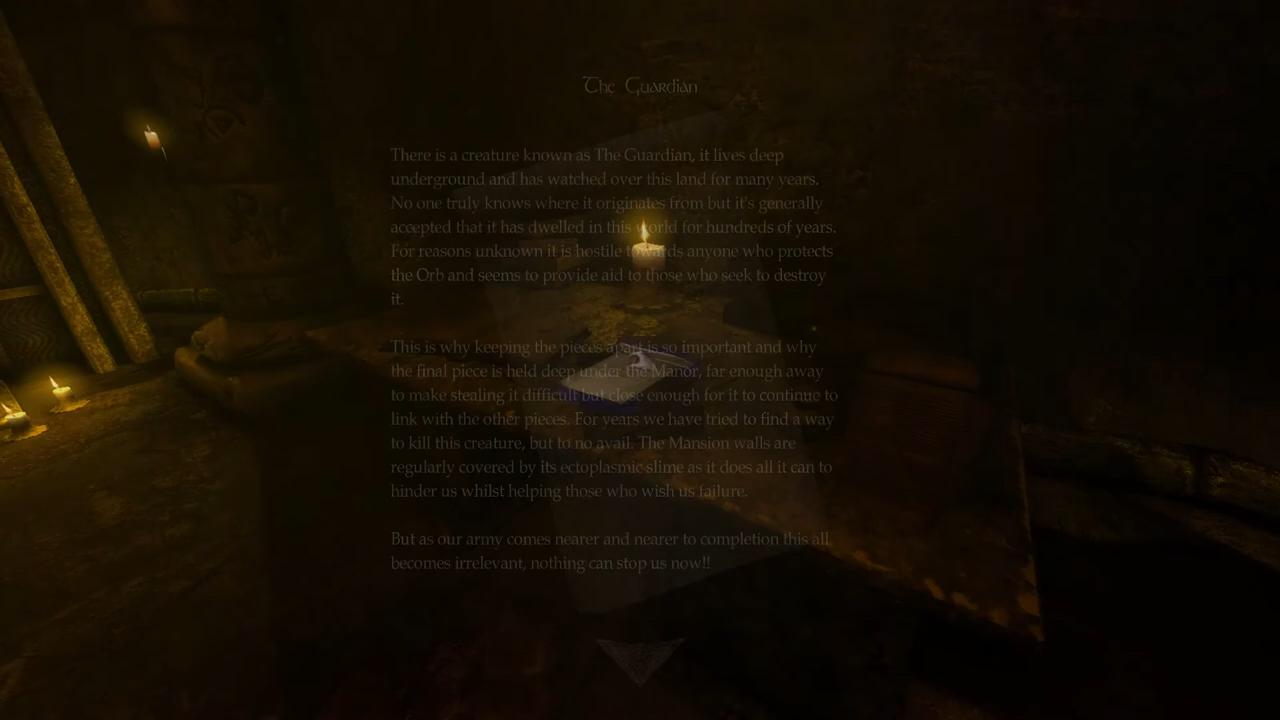 The Guardian
There is a creature known as The Guardian, it lives deep
underground and has watched over this land for many years.
No one truly knows where it originates from but it's generally
accepted that it has dwelled in this world for hundreds of years.
For reasons unknown it is hostile towards anyone who protects
the Orb and seems to provide aid to those who seek to destroy
it.
This is why keeping the pieces apart is so important and why
the final piece is held deep under the Manor, far enough away
to make stealing it difficult but close enough for it to continue to
link with the other pieces. For years we have tried to find a way
to kill this creature, but to no avail. The Mansion walls are
regularly covered by its ectoplasmic slime as it does all it can to
hinder us whilst helping those who wish us failure.
But as our army comes nearer and nearer to completion this all
becomes irrelevant, nothing can stop us now!!